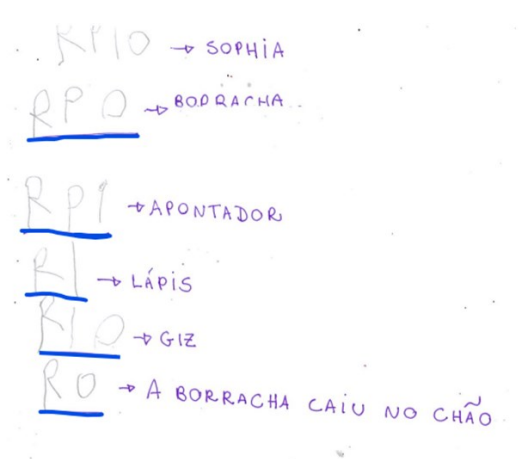 RPIO → SOPHIA
RPO → BORRACHA
RPI → APONTADOR
RI → LÁPIS
RIO → GIZ
RO → A BORRACHA CAIU NO CHÃO